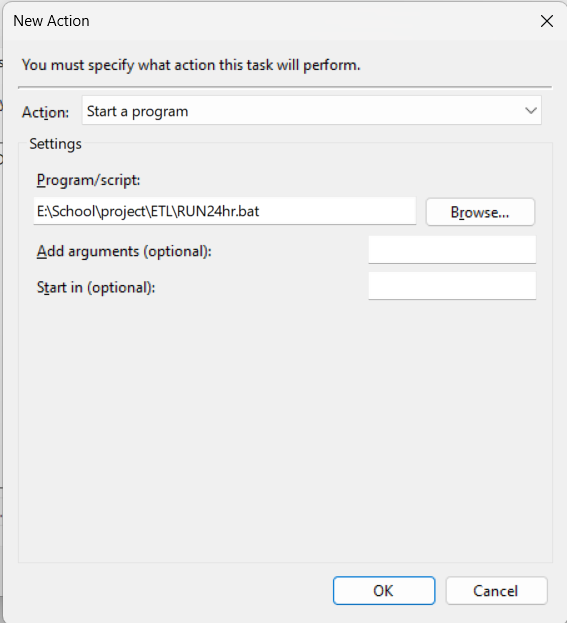 New Action
You must specify what action this task will perform.
Action:
Start a program
Settings
Program/script:
E:\School\project\ETL\RUN24hr.bat
Browse...
Add arguments (optional):
Start in (optional):
OK
Cancel